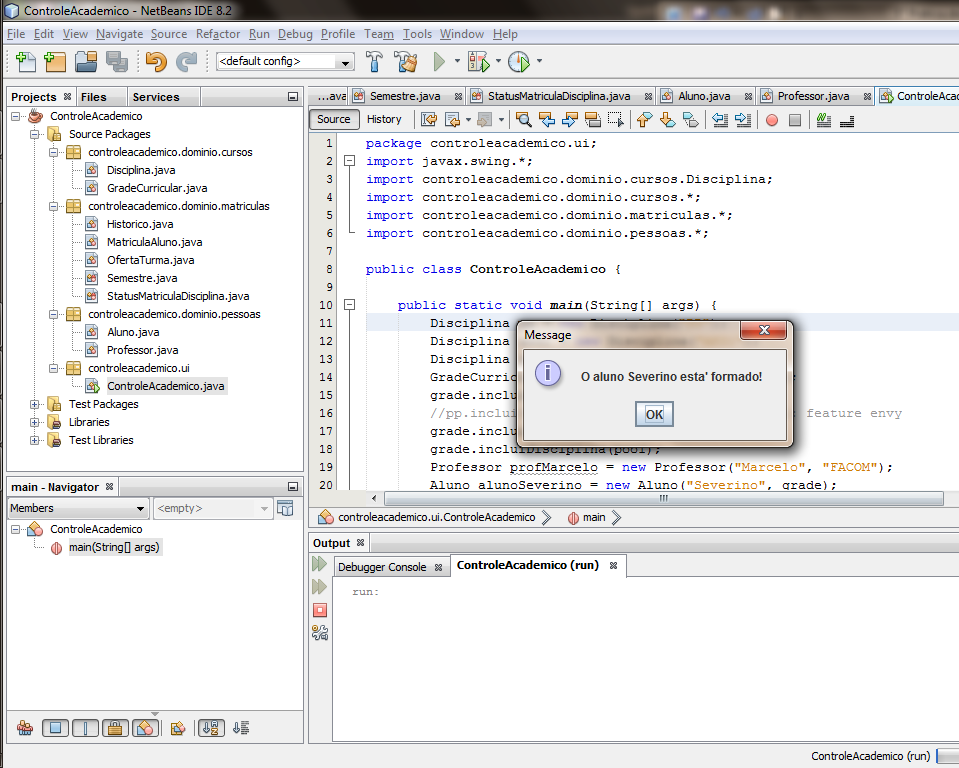 ControleAcademico - NetBeans IDE 8.2
File Edit View Navigate Source Refactor Run Debug Profile Team Tools Window Help
<default config>
Projects Files Services
ControleAcademico
Source Packages
controleacademico.dominio.cursos
Disciplina.java
GradeCurricular.java
controleacademico.dominio.matriculas
Historico.java
MatriculaAluno.java
OfertaTurma.java
Semestre.java
StatusMatriculaDisciplina.java
controleacademico.dominio.pessoas
Aluno.java
Professor.java
controleacademico.ui
ControleAcademico.java
Test Packages
Libraries
Test Libraries
main - Navigator
Members <empty>
ControleAcademico
main(String[] args)
...ava Semestre.java StatusMatriculaDisciplina.java Aluno.java Professor.java ControleAcad
Source History
1 package controleacademico.ui;
2 import javax.swing.*;
3 import controleacademico.dominio.cursos.Disciplina;
4 import controleacademico.dominio.cursos.*;
5 import controleacademico.dominio.matriculas.*;
6 import controleacademico.dominio.pessoas.*;
7
8 public class ControleAcademico {
9
10 public static void main(String[] args) {
11 Disciplina
12 Disciplina
13 Disciplina
14 GradeCurric
15 grade.inclu
16 //pp.inclui feature envy
17 grade.inclu
18 grade.incluiDisciplina(poo1);
19 Professor profMarcelo = new Professor("Marcelo", "FACOM");
20 Aluno alunoSeverino = new Aluno("Severino", grade);
Message
O aluno Severino esta' formado!
OK
controleacademico.ui.ControleAcademico main
Output
Debugger Console ControleAcademico (run)
run:
ControleAcademico (run)